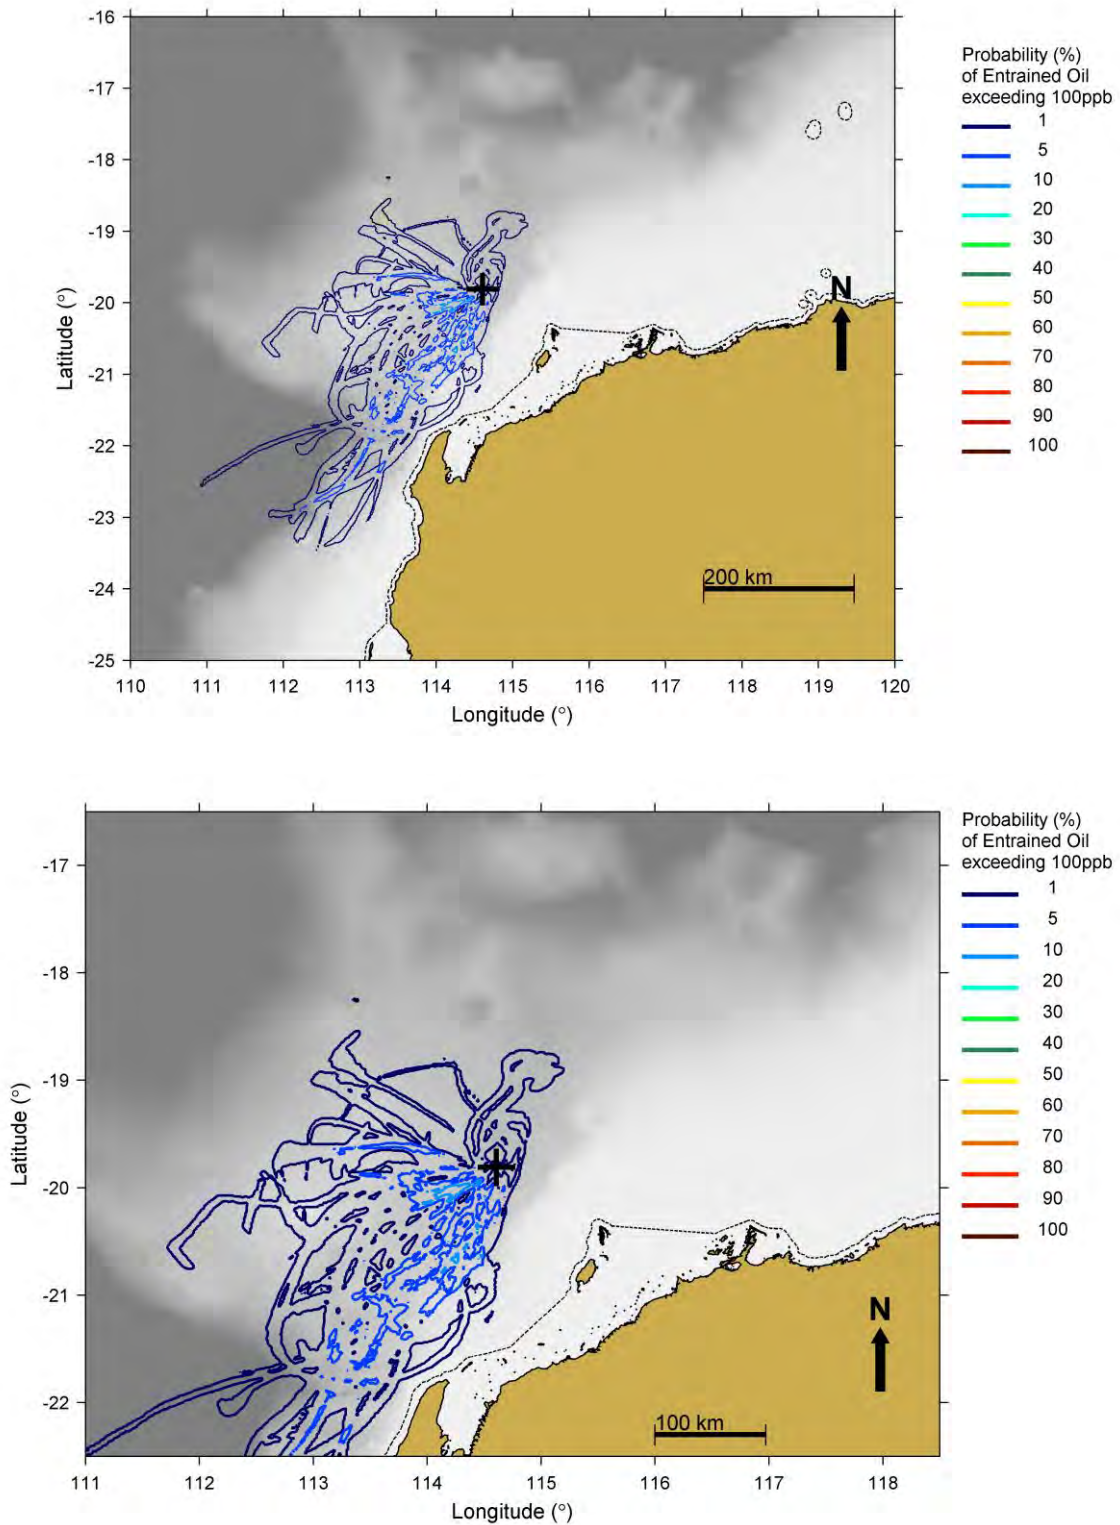 -16
-17
-18
-19
-20
-21
-22
-23
-24
-25
Latitude (°)
110 111 112 113 114 115 116 117 118 119 120
Longitude (°)
N
200 km
Probability (%)
of Entrained Oil
exceeding 100ppb
1
5
10
20
30
40
50
60
70
80
90
100
-17
-18
-19
-20
-21
-22
Latitude (°)
111 112 113 114 115 116 117 118
Longitude (°)
N
100 km
Probability (%)
of Entrained Oil
exceeding 100ppb
1
5
10
20
30
40
50
60
70
80
90
100